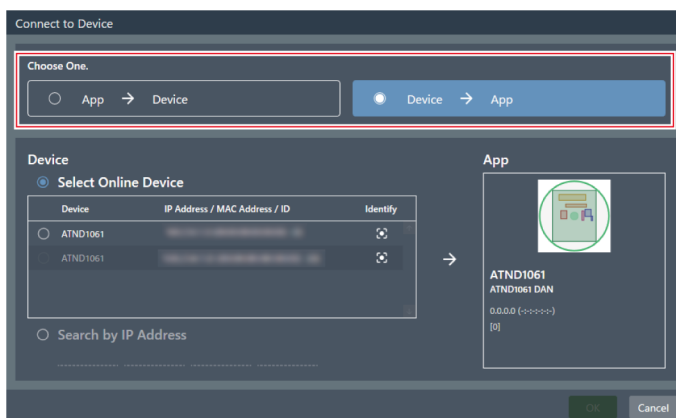 Connect to Device
Choose One.
App → Device
Device → App
Device
App
Select Online Device
Device IP Address / MAC Address / ID Identify
ATND1061
ATND1061
→
ATND1061
ATND1061 DAN
0.0.0.0 (-:-:-:-:-:-)
[0]
Search by IP Address
OK Cancel